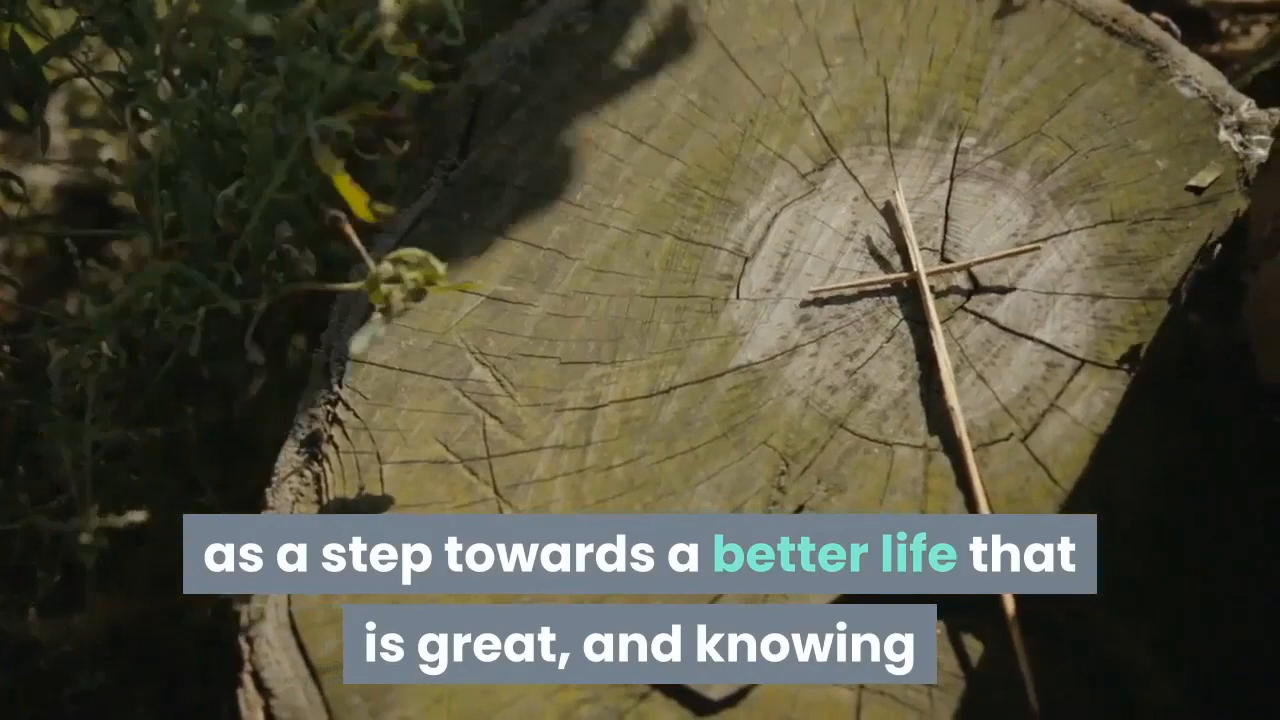 as a step towards a better life that
is great, and knowing